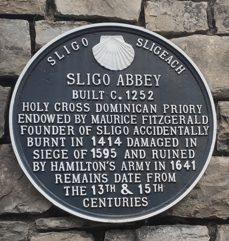 SLIGO SLIGEACH
SLIGO ABBEY
BUILT C. 1252
HOLY CROSS DOMINICAN PRIORY
ENDOWED BY MAURICE FITZGERALD
FOUNDER OF SLIGO ACCIDENTALLY
BURNT IN 1414 DAMAGED IN
SIEGE OF 1595 AND RUINED
BY HAMILTON'S ARMY IN 1641
REMAINS DATE FROM
THE 13TH & 15TH
CENTURIES